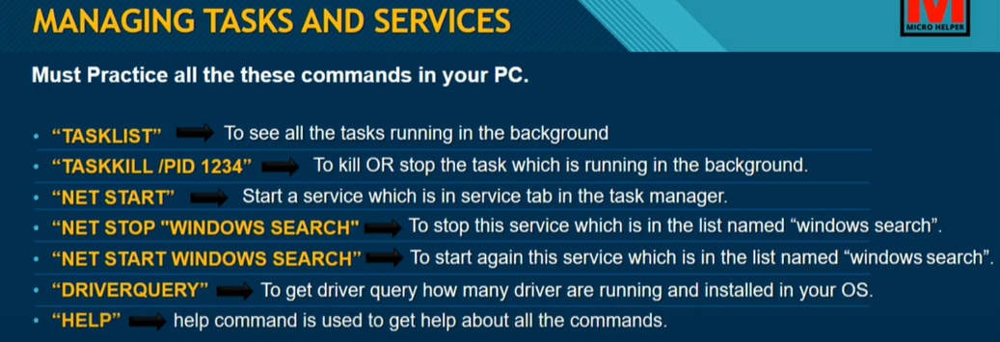 MANAGING TASKS AND SERVICES
M
MICRO HELPER
Must Practice all the these commands in your PC.
• “TASKLIST” To see all the tasks running in the background
• “TASKKILL /PID 1234” To kill OR stop the task which is running in the background.
• “NET START” Start a service which is in service tab in the task manager.
• “NET STOP "WINDOWS SEARCH" To stop this service which is in the list named “windows search”.
• “NET START WINDOWS SEARCH” To start again this service which is in the list named “windows search”.
• “DRIVERQUERY” To get driver query how many driver are running and installed in your OS.
• “HELP” help command is used to get help about all the commands.